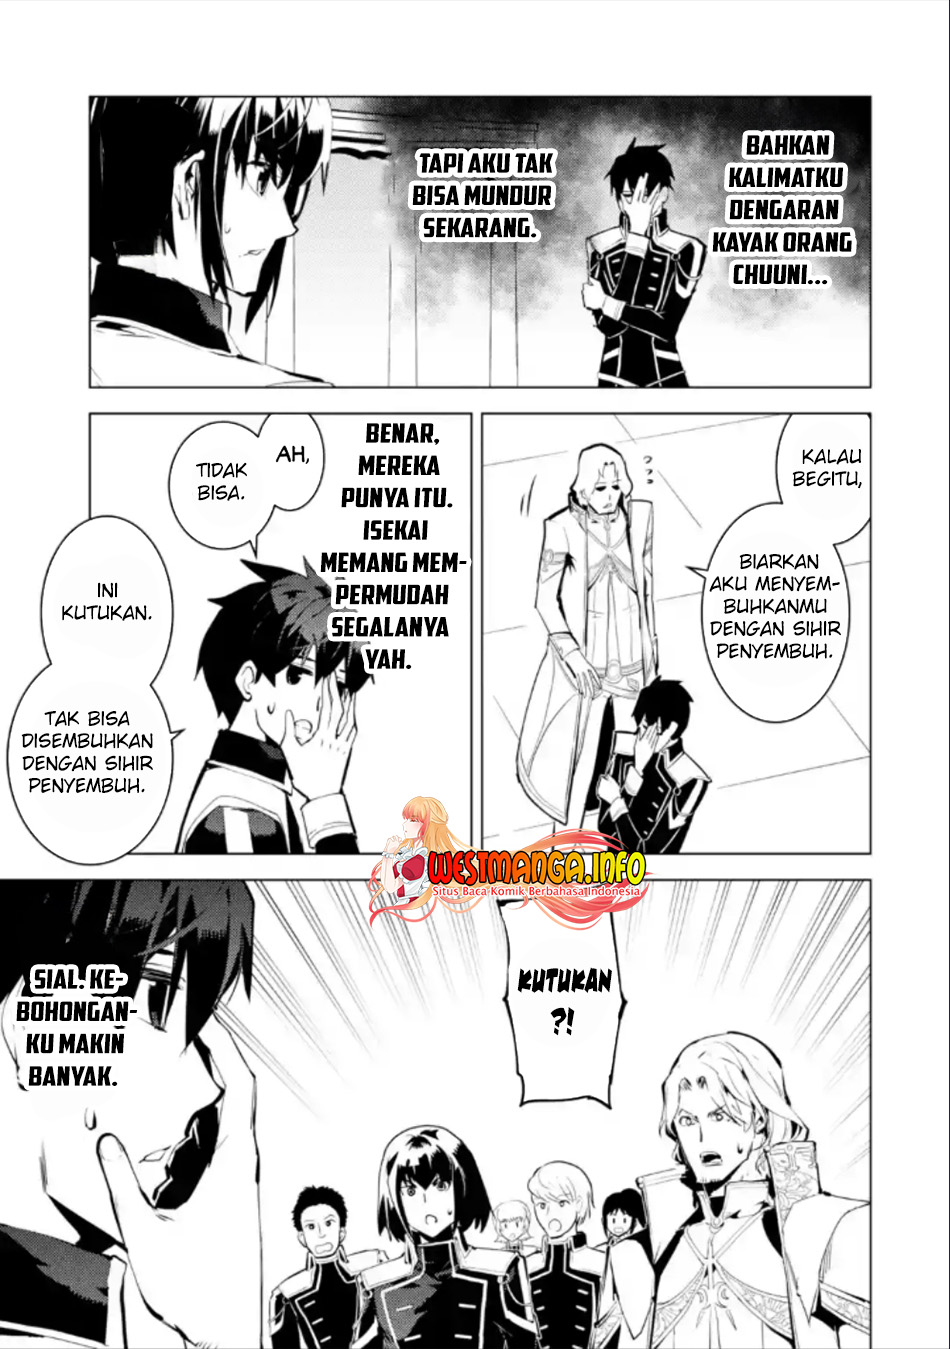 BAHKAN
KALIMATKU
DENGARAN
KAYAK ORANG
CHUUNI...
TAPI AKU TAK
BISA MUNDUR
SEKARANG.
KALAU
BEGITU,
BIARKAN
AKU MENYEM-
BUHKANMU
DENGAN SIHIR
PENYEMBUH.
BENAR,
MEREKA
PUNYA ITU.
ISEKAI
MEMANG MEM-
PERMUDAH
SEGALANYA
YAH.
AH,
TIDAK
BISA.
INI
KUTUKAN.
TAK BISA
DISEMBUHKAN
DENGAN SIHIR
PENYEMBUH.
WESTMANGA.INFO
Situs Baca Komik Berbahasa Indonesia
KUTUKAN
?!
SIAL. KE-
BOHONGAN-
KU MAKIN
BANYAK.